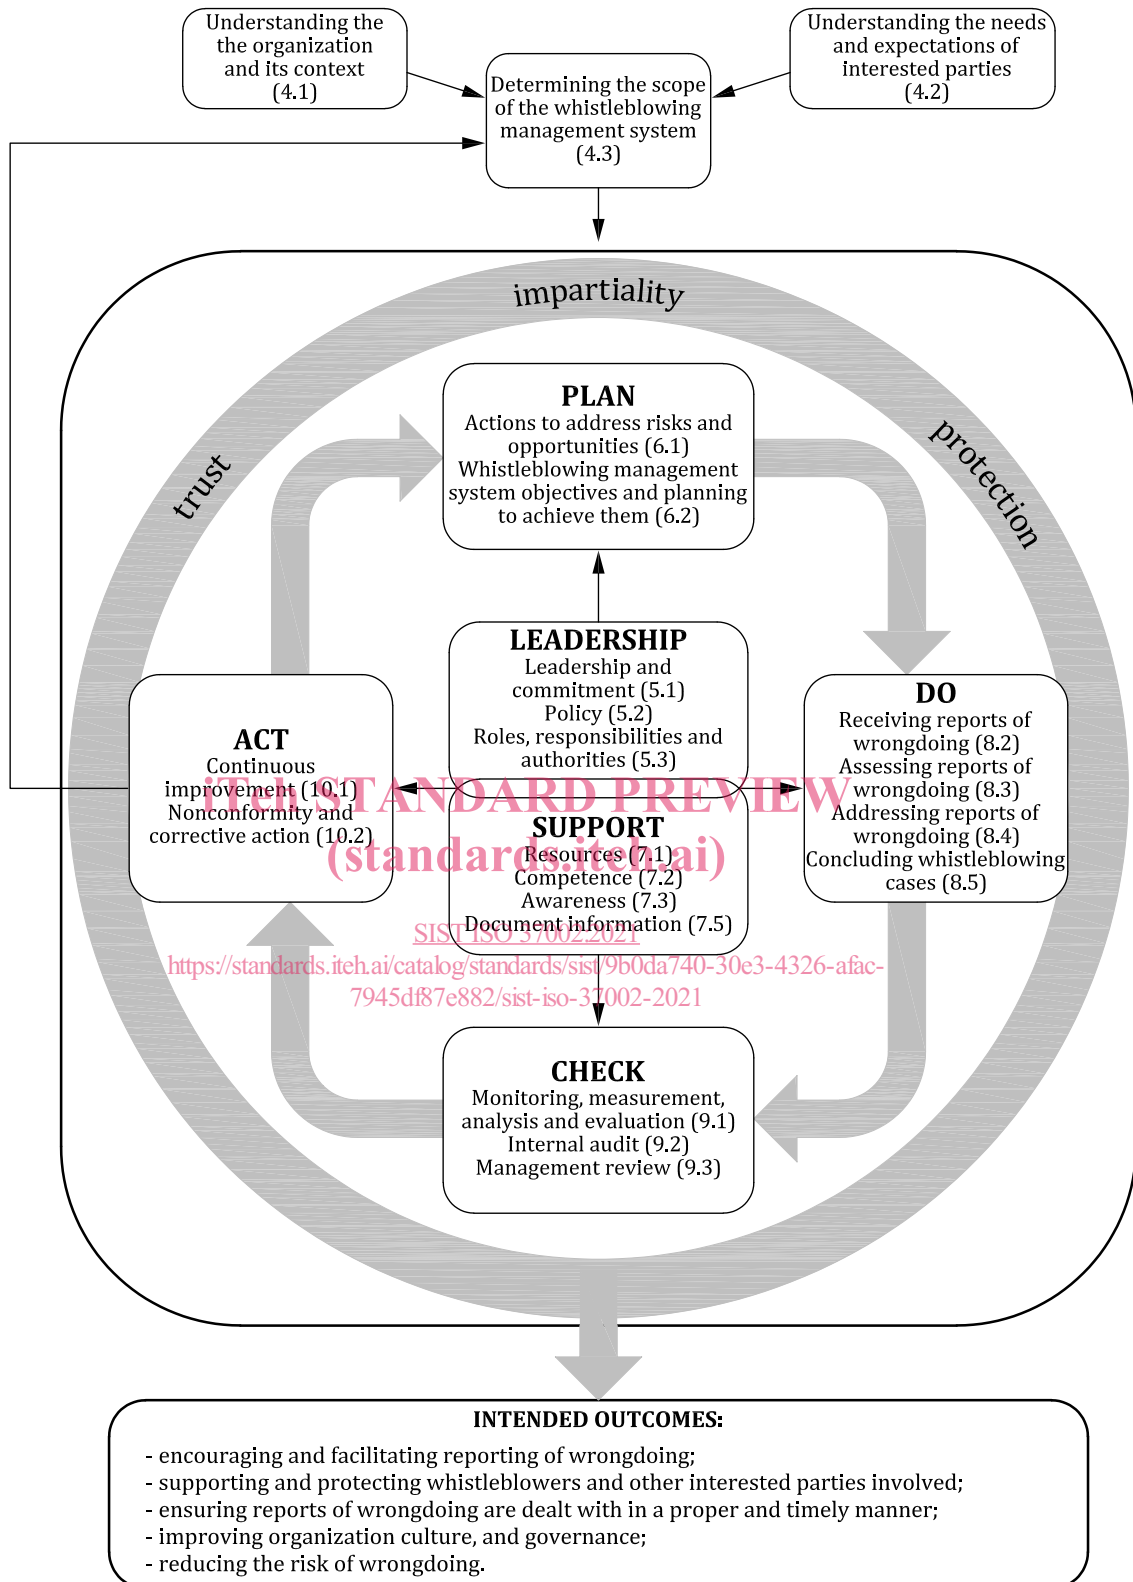 Understanding the
the organization
and its context
(4.1)
Understanding the needs
and expectations of
interested parties
(4.2)
Determining the scope
of the whistleblowing
management system
(4.3)
impartiality
trust
protection
PLAN
Actions to address risks and
opportunities (6.1)
Whistleblowing management
system objectives and planning
to achieve them (6.2)
LEADERSHIP
Leadership and
commitment (5.1)
Policy (5.2)
Roles, responsibilities and
authorities (5.3)
DO
Receiving reports of
wrongdoing (8.2)
Assessing reports of
wrongdoing (8.3)
Addressing reports of
wrongdoing (8.4)
Concluding whistleblowing
cases (8.5)
ACT
Continuous
improvement (10.1)
Nonconformity and
corrective action (10.2)
iTeh STANDARD PREVIEW
(standards.iteh.ai)
SUPPORT
Resources (7.1)
Competence (7.2)
Awareness (7.3)
Document information (7.5)
SIST ISO 37002:2021
https://standards.iteh.ai/catalog/standards/sist/9b0da740-30e3-4326-afac-
7945df87e882/sist-iso-37002-2021
CHECK
Monitoring, measurement,
analysis and evaluation (9.1)
Internal audit (9.2)
Management review (9.3)
INTENDED OUTCOMES:
- encouraging and facilitating reporting of wrongdoing;
- supporting and protecting whistleblowers and other interested parties involved;
- ensuring reports of wrongdoing are dealt with in a proper and timely manner;
- improving organization culture, and governance;
- reducing the risk of wrongdoing.